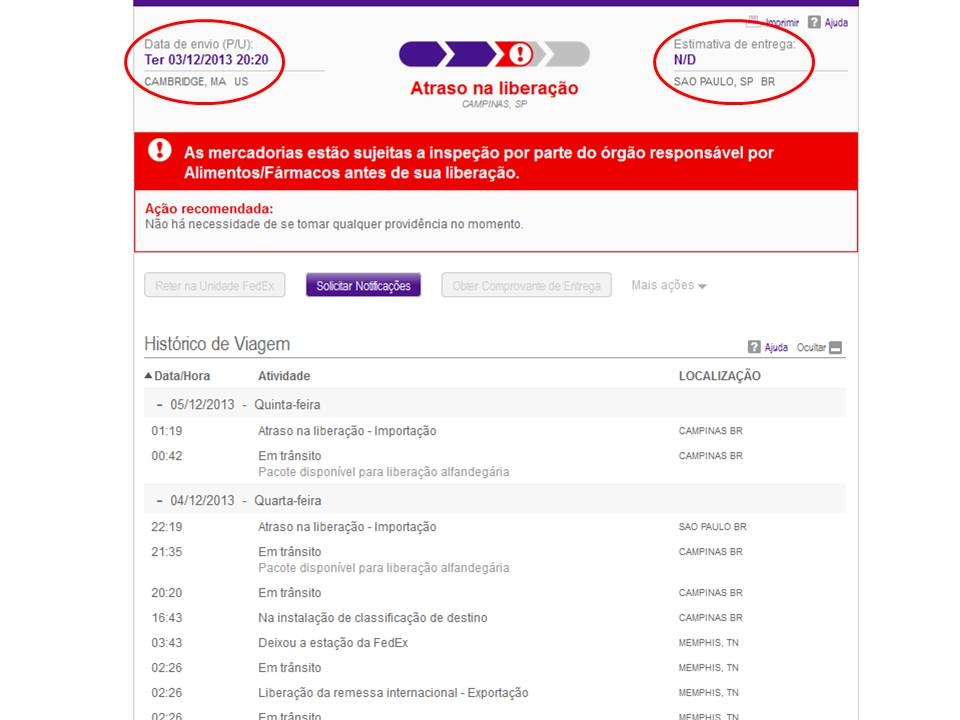 Imprimir ? Ajuda
Data de envio (P/U):
Ter 03/12/2013 20:20
CAMBRIDGE, MA US
Atraso na liberação
CAMPINAS, SP
Estimativa de entrega:
N/D
SAO PAULO, SP BR
As mercadorias estão sujeitas a inspeção por parte do órgão responsável por
Alimentos/Fármacos antes de sua liberação.
Ação recomendada:
Não há necessidade de se tomar qualquer providência no momento.
Reter na Unidade FedEx Solicitar Notificações Obter Comprovante de Entrega Mais ações
Histórico de Viagem ? Ajuda Ocultar
Data/Hora Atividade LOCALIZAÇÃO
- 05/12/2013 - Quinta-feira
01:19 Atraso na liberação - Importação CAMPINAS BR
00:42 Em trânsito CAMPINAS BR
Pacote disponível para liberação alfandegária
- 04/12/2013 - Quarta-feira
22:19 Atraso na liberação - Importação SAO PAULO BR
21:35 Em trânsito CAMPINAS BR
Pacote disponível para liberação alfandegária
20:20 Em trânsito CAMPINAS BR
16:43 Na instalação de classificação de destino CAMPINAS BR
03:43 Deixou a estação da FedEx MEMPHIS, TN
02:26 Em trânsito MEMPHIS, TN
02:26 Liberação da remessa internacional - Exportação MEMPHIS, TN
02:26 Em trânsito MEMPHIS, TN